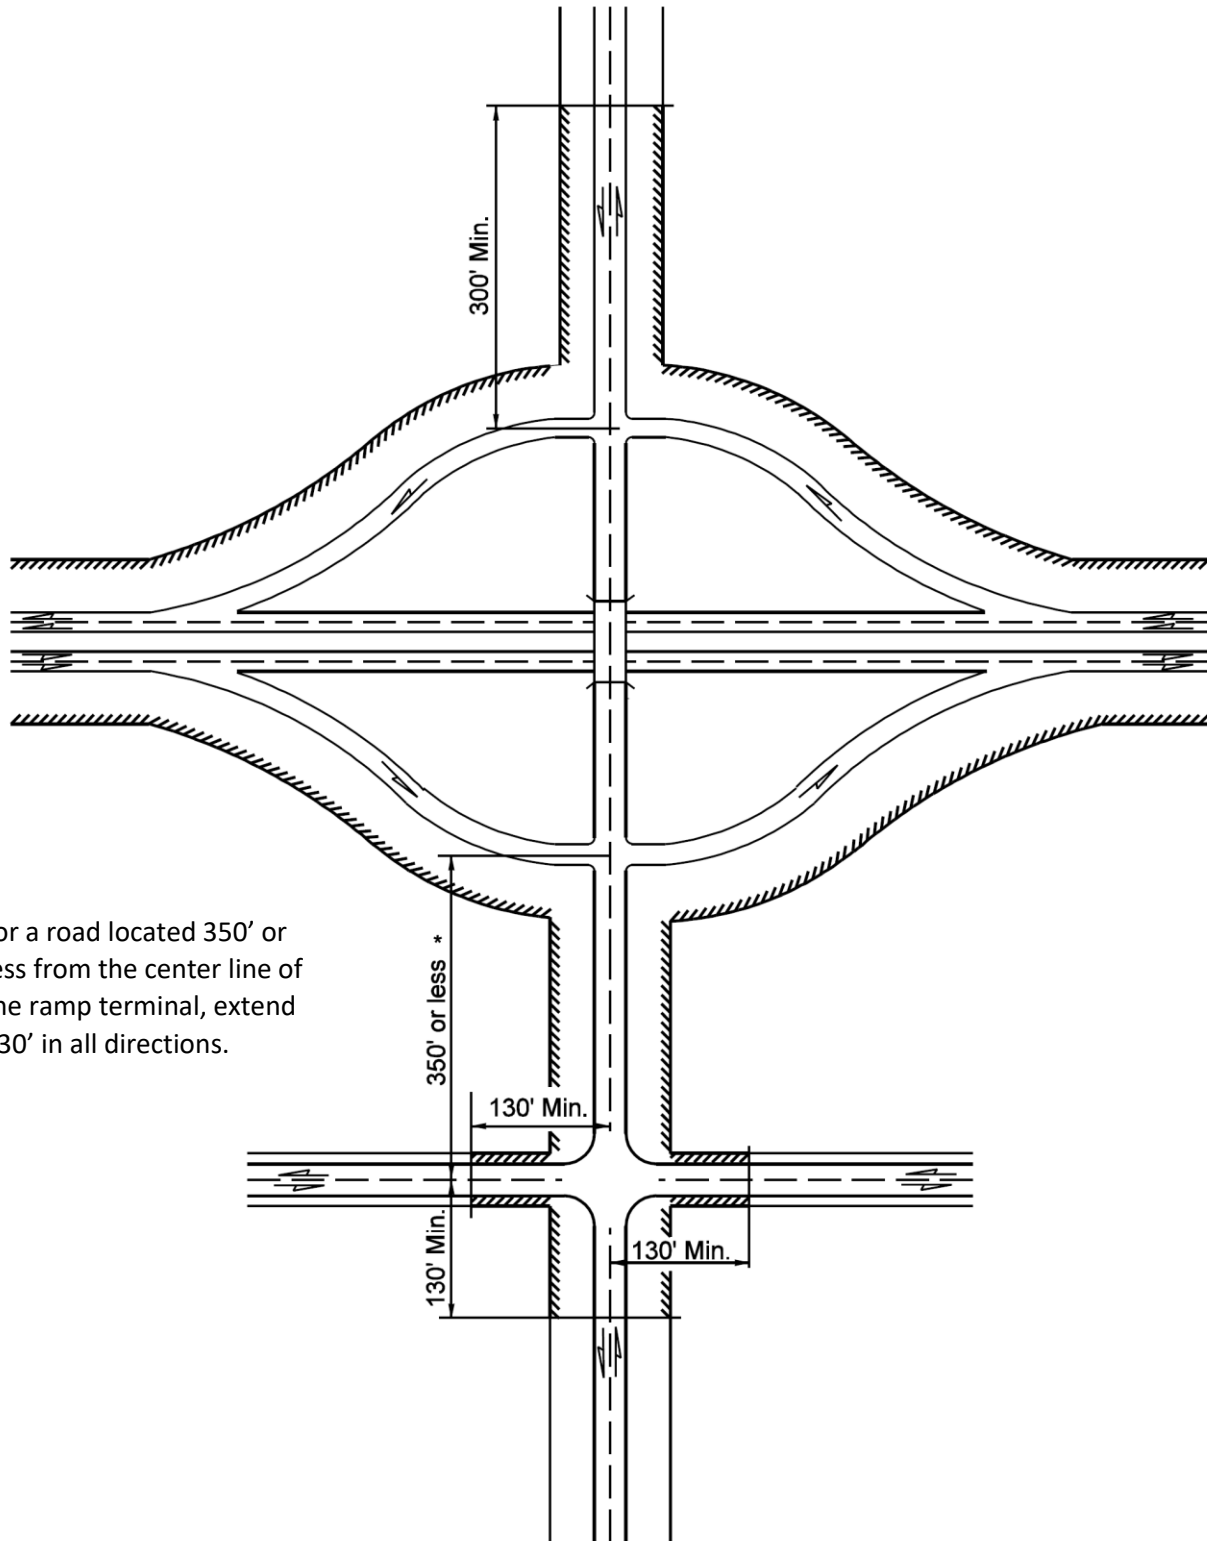 300' Min.
or a road located 350’ or
ess from the center line of
ne ramp terminal, extend
30’ in all directions.
350' or less *
130' Min.
130' Min.
130' Min.